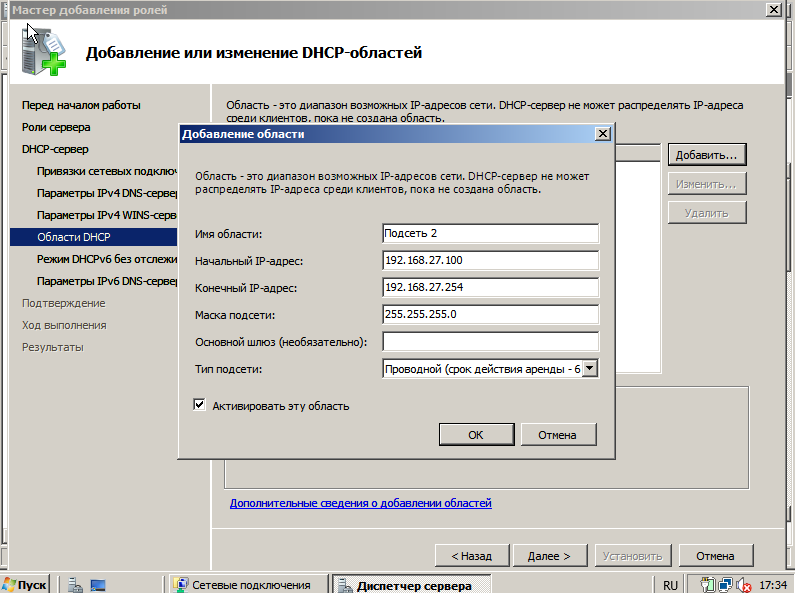 Мастер добавления ролей
Добавление или изменение DHCP-областей
Перед началом работы
Роли сервера
DHCP-сервер
Привязки сетевых подключ
Параметры IPv4 DNS-сервер
Параметры IPv4 WINS-серв
Области DHCP
Режим DHCPv6 без отслежи
Параметры IPv6 DNS-сервер
Подтверждение
Ход выполнения
Результаты
Область - это диапазон возможных IP-адресов сети. DHCP-сервер не может распределять IP-адреса
среди клиентов, пока не создана область.
Добавить...
Изменить...
Удалить
Добавление области
Область - это диапазон возможных IP-адресов сети. DHCP-сервер не может
распределять IP-адреса среди клиентов, пока не создана область.
Имя области: Подсеть 2
Начальный IP-адрес: 192.168.27.100
Конечный IP-адрес: 192.168.27.254
Маска подсети: 255.255.255.0
Основной шлюз (необязательно):
Тип подсети: Проводной (срок действия аренды - 6
Активировать эту область
ОК Отмена
Дополнительные сведения о добавлении областей
< Назад Далее > Установить Отмена
Пуск Сетевые подключения Диспетчер сервера RU 17:34